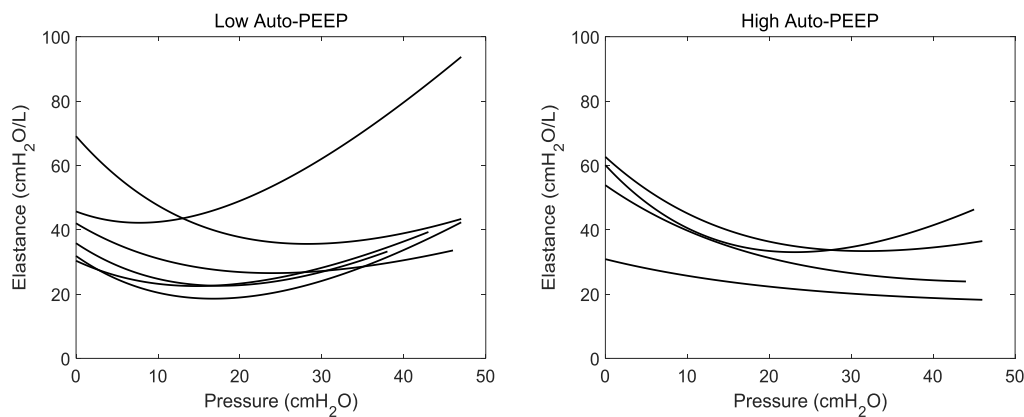 Low Auto-PEEP
100
80
60
40
20
0
0 10 20 30 40 50
Elastance (cmH₂O/L)
Pressure (cmH₂O)
High Auto-PEEP
100
80
60
40
20
0
0 10 20 30 40 50
Elastance (cmH₂O/L)
Pressure (cmH₂O)